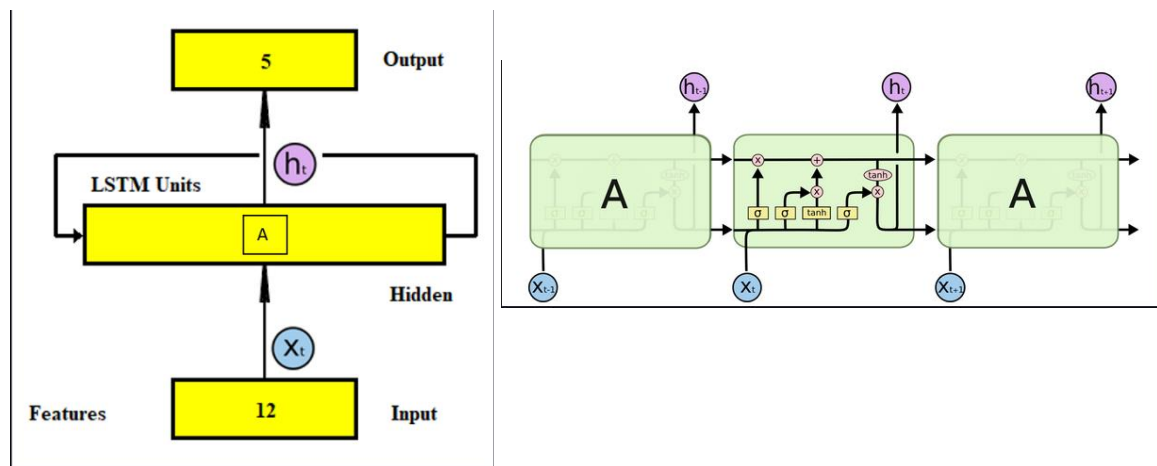 5
Output
hₜ
LSTM Units
A
Hidden
Xₜ
Features
12
Input
hₜ₋₁
hₜ
hₜ₊₁
A
x
+
tanh
x
x
σ
σ
tanh
σ
A
Xₜ₋₁
Xₜ
Xₜ₊₁